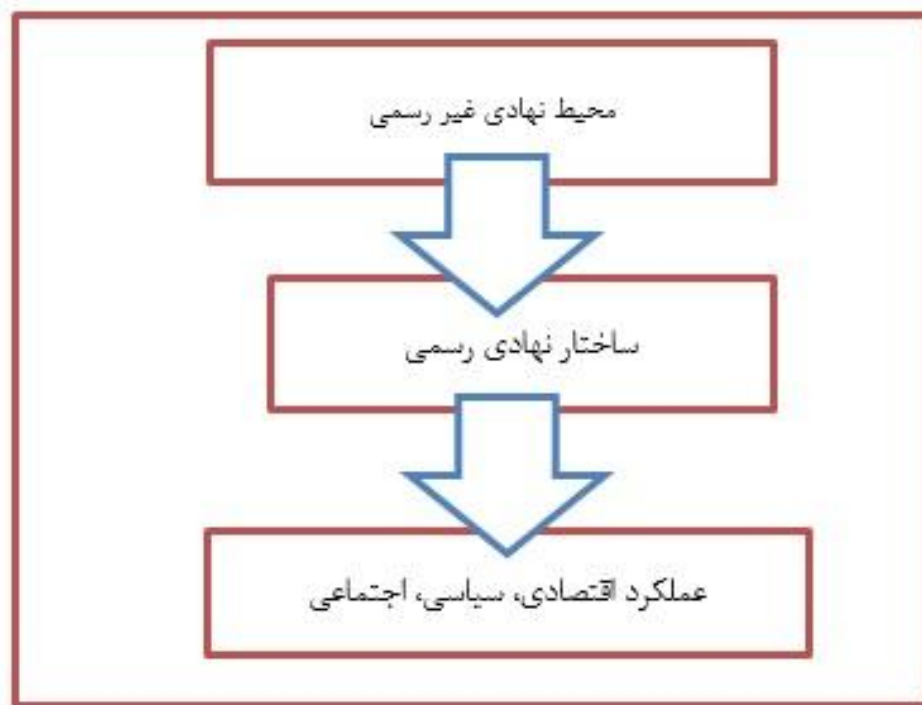 محیط نهادی غیر رسمی
ساختار نهادی رسمی
عملکرد اقتصادی، سیاسی، اجتماعی